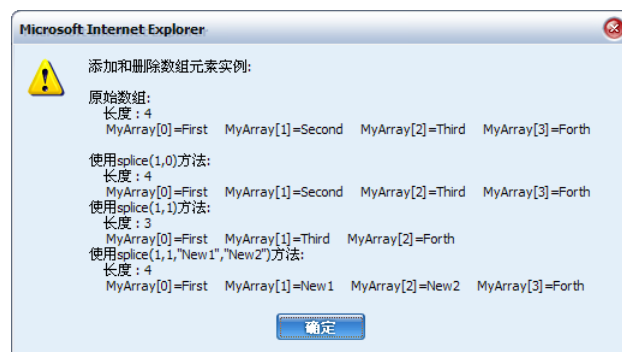 Microsoft Internet Explorer
添加和删除数组元素实例:
原始数组:
长度：4
MyArray[0]=First MyArray[1]=Second MyArray[2]=Third MyArray[3]=Forth
使用splice(1,0)方法:
长度：4
MyArray[0]=First MyArray[1]=Second MyArray[2]=Third MyArray[3]=Forth
使用splice(1,1)方法:
长度：3
MyArray[0]=First MyArray[1]=Third MyArray[2]=Forth
使用splice(1,1,"New1","New2")方法:
长度：4
MyArray[0]=First MyArray[1]=New1 MyArray[2]=New2 MyArray[3]=Forth
确定